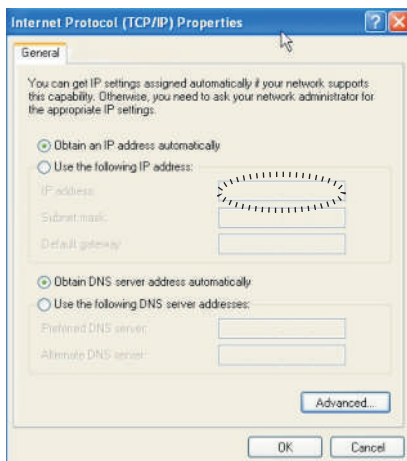 Internet Protocol (TCP/IP) Properties
General
You can get IP settings assigned automatically if your network supports
this capability. Otherwise, you need to ask your network administrator for
the appropriate IP settings.
Obtain an IP address automatically
Use the following IP address:
IP address:
Subnet mask:
Default gateway:
Obtain DNS server address automatically
Use the following DNS server addresses:
Preferred DNS server:
Alternate DNS server:
Advanced...
OK Cancel